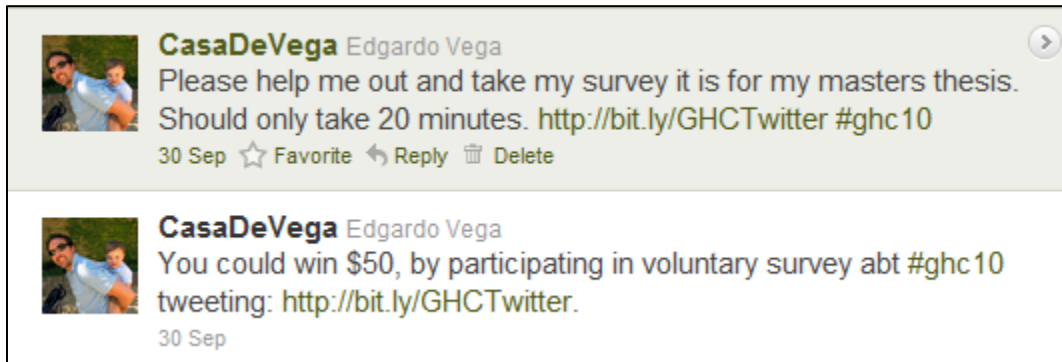 CasaDeVega Edgardo Vega
Please help me out and take my survey it is for my masters thesis.
Should only take 20 minutes. http://bit.ly/GHCTwitter #ghc10
30 Sep Favorite Reply Delete
CasaDeVega Edgardo Vega
You could win $50, by participating in voluntary survey abt #ghc10
tweeting: http://bit.ly/GHCTwitter.
30 Sep